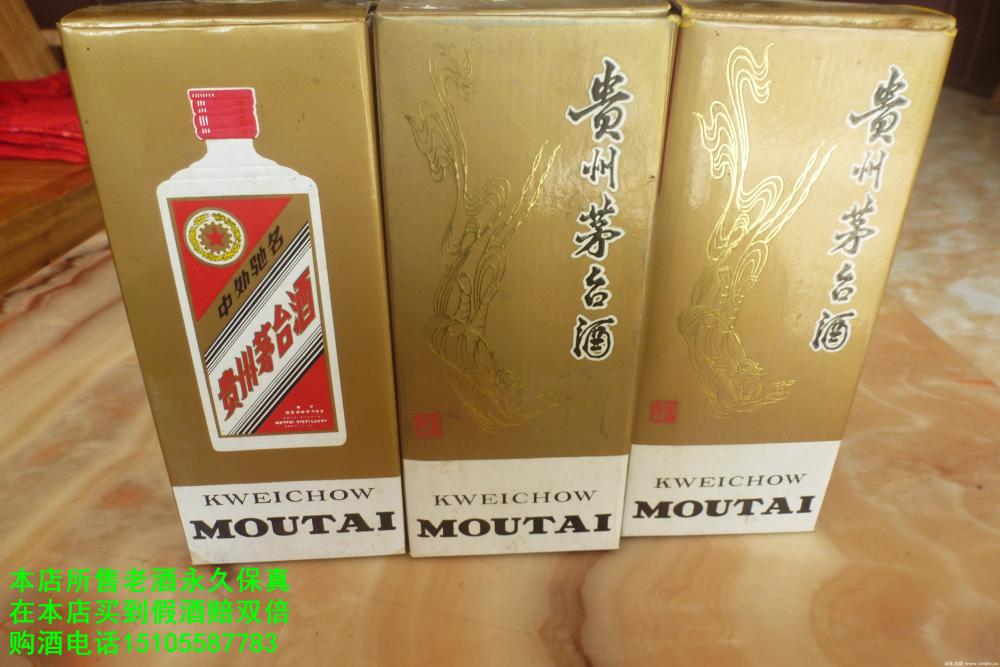 中外驰名
贵州茅台酒
KWEICHOW
MOUTAI
貴州茅台酒
KWEICHOW
MOUTAI
貴州茅台酒
KWEICHOW
MOUTAI
本店所售老酒永久保真
在本店买到假酒赔双倍
购酒电话15105587783